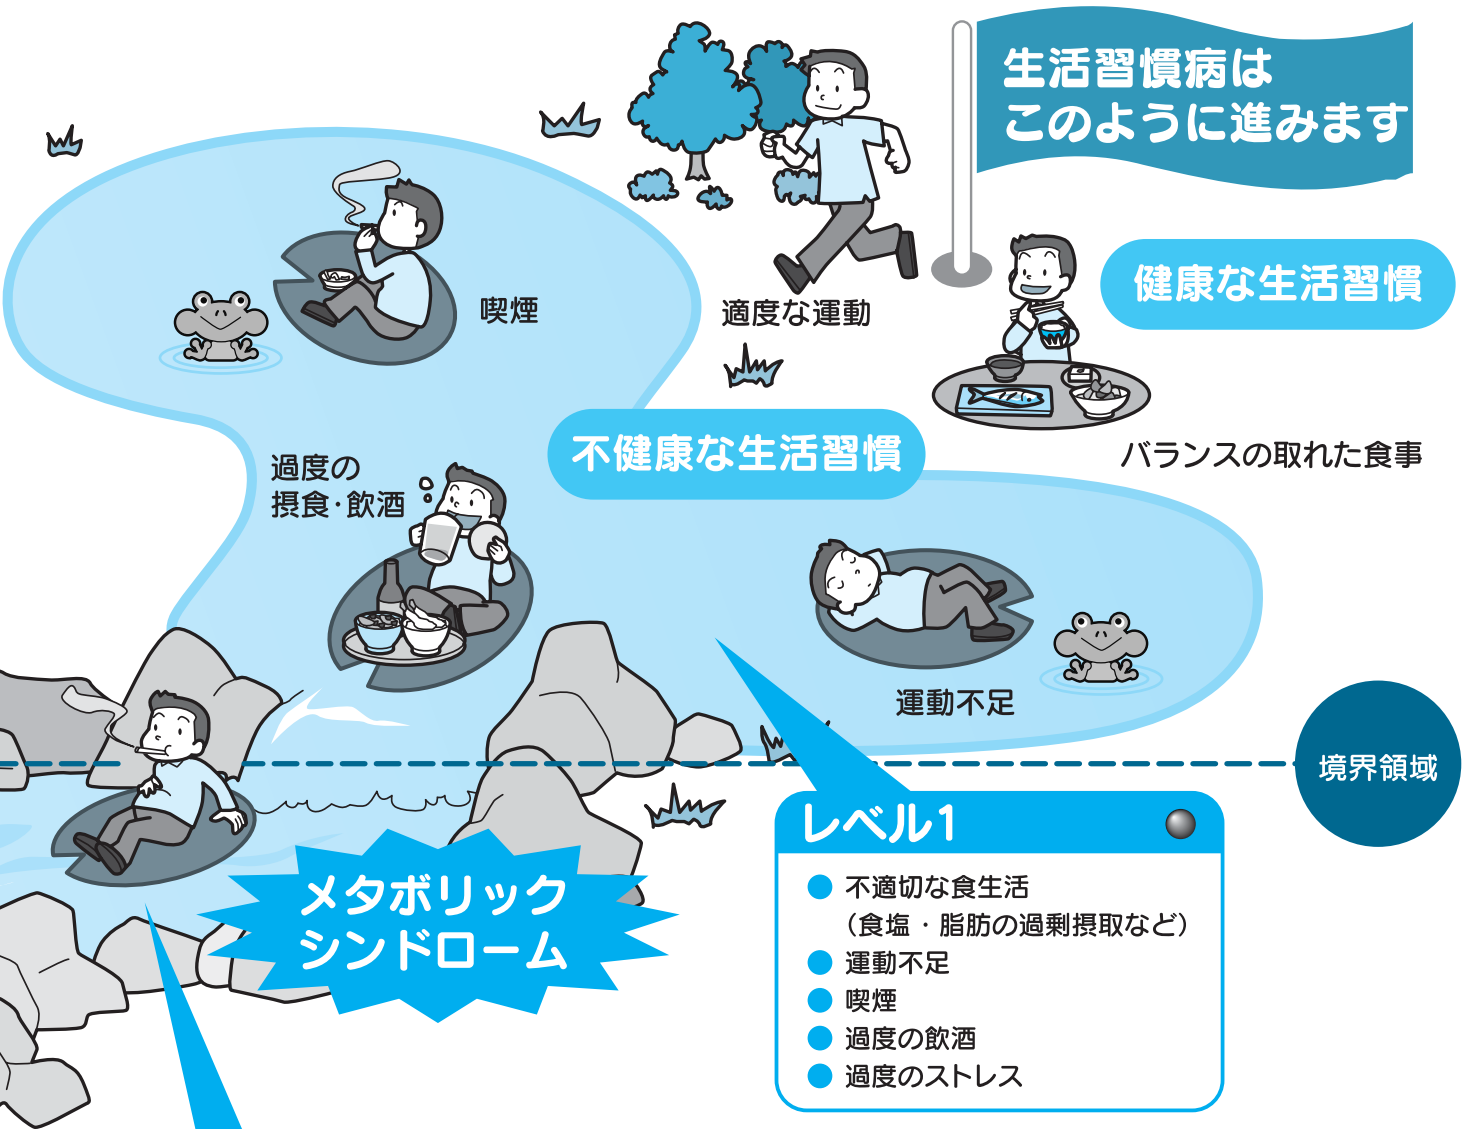 生活習慣病は
このように進みます
健康な生活習慣
適度な運動
バランスの取れた食事
喫煙
不健康な生活習慣
過度の
摂食・飲酒
運動不足
境界領域
メタボリック
シンドローム
レベル1
● 不適切な食生活
（食塩・脂肪の過剰摂取など）
● 運動不足
● 喫煙
● 過度の飲酒
● 過度のストレス